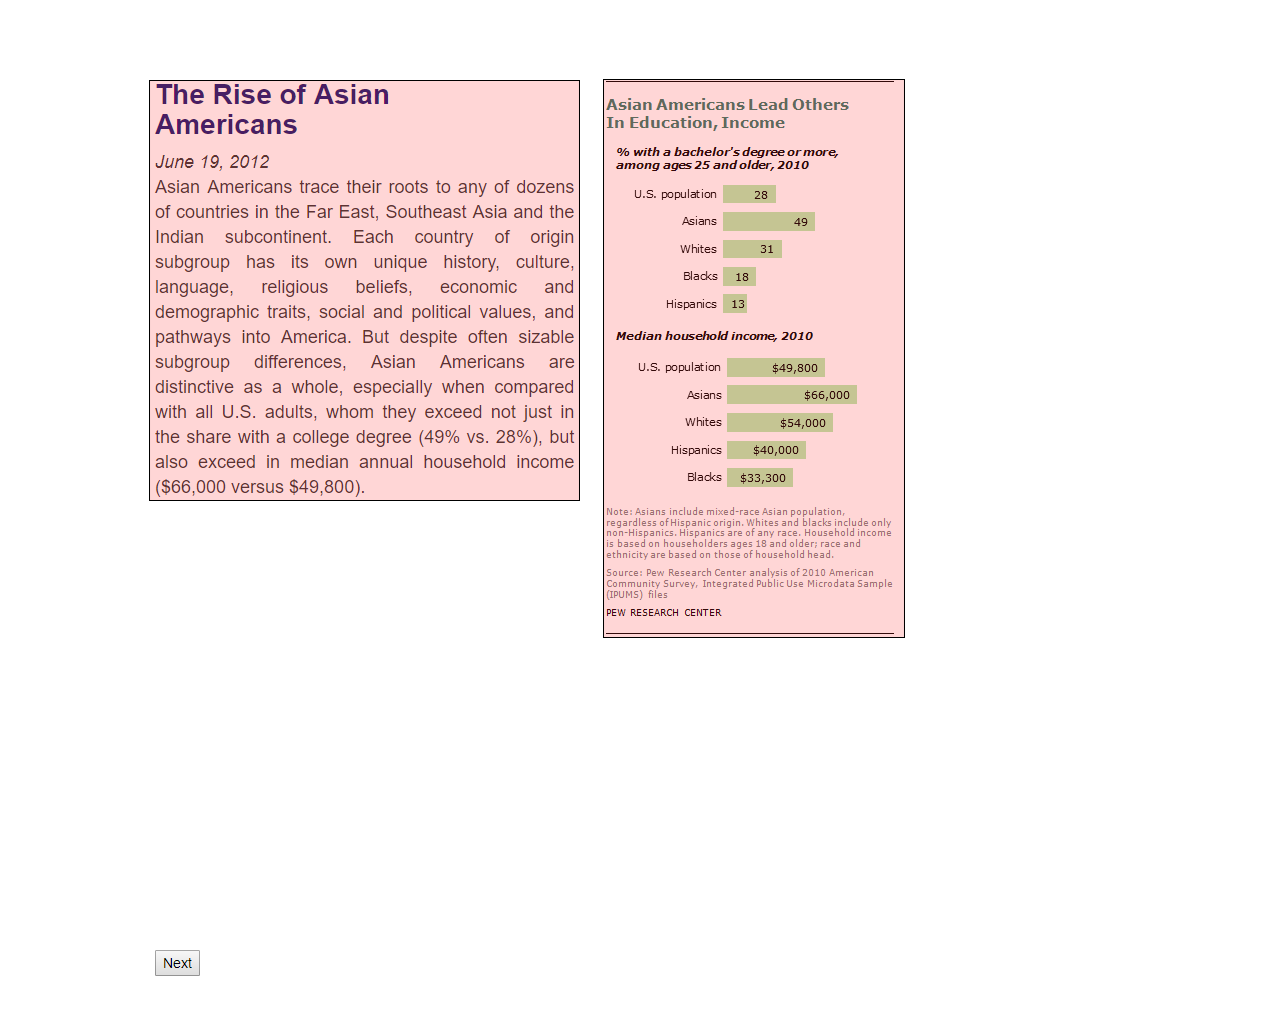 The Rise of Asian
Americans
June 19, 2012
Asian Americans trace their roots to any of dozens
of countries in the Far East, Southeast Asia and the
Indian subcontinent. Each country of origin
subgroup has its own unique history, culture,
language, religious beliefs, economic and
demographic traits, social and political values, and
pathways into America. But despite often sizable
subgroup differences, Asian Americans are
distinctive as a whole, especially when compared
with all U.S. adults, whom they exceed not just in
the share with a college degree (49% vs. 28%), but
also exceed in median annual household income
($66,000 versus $49,800).
Asian Americans Lead Others
In Education, Income
% with a bachelor's degree or more,
among ages 25 and older, 2010
U.S. population 28
Asians 49
Whites 31
Blacks 18
Hispanics 13
Median household income, 2010
U.S. population $49,800
Asians $66,000
Whites $54,000
Hispanics $40,000
Blacks $33,300
Note: Asians include mixed-race Asian population,
regardless of Hispanic origin. Whites and blacks include only
non-Hispanics. Hispanics are of any race. Household income
is based on householders ages 18 and older; race and
ethnicity are based on those of household head.
Source: Pew Research Center analysis of 2010 American
Community Survey, Integrated Public Use Microdata Sample
(IPUMS) files
PEW RESEARCH CENTER
Next